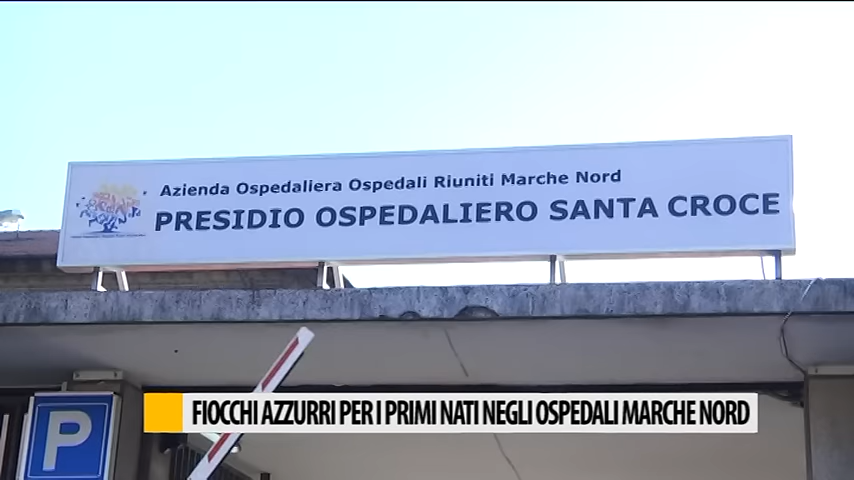 Azienda Ospedaliera Ospedali Riuniti Marche Nord
PRESIDIO OSPEDALIERO SANTA CROCE
P
FIOCCHI AZZURRI PER I PRIMI NATI NEGLI OSPEDALI MARCHE NORD